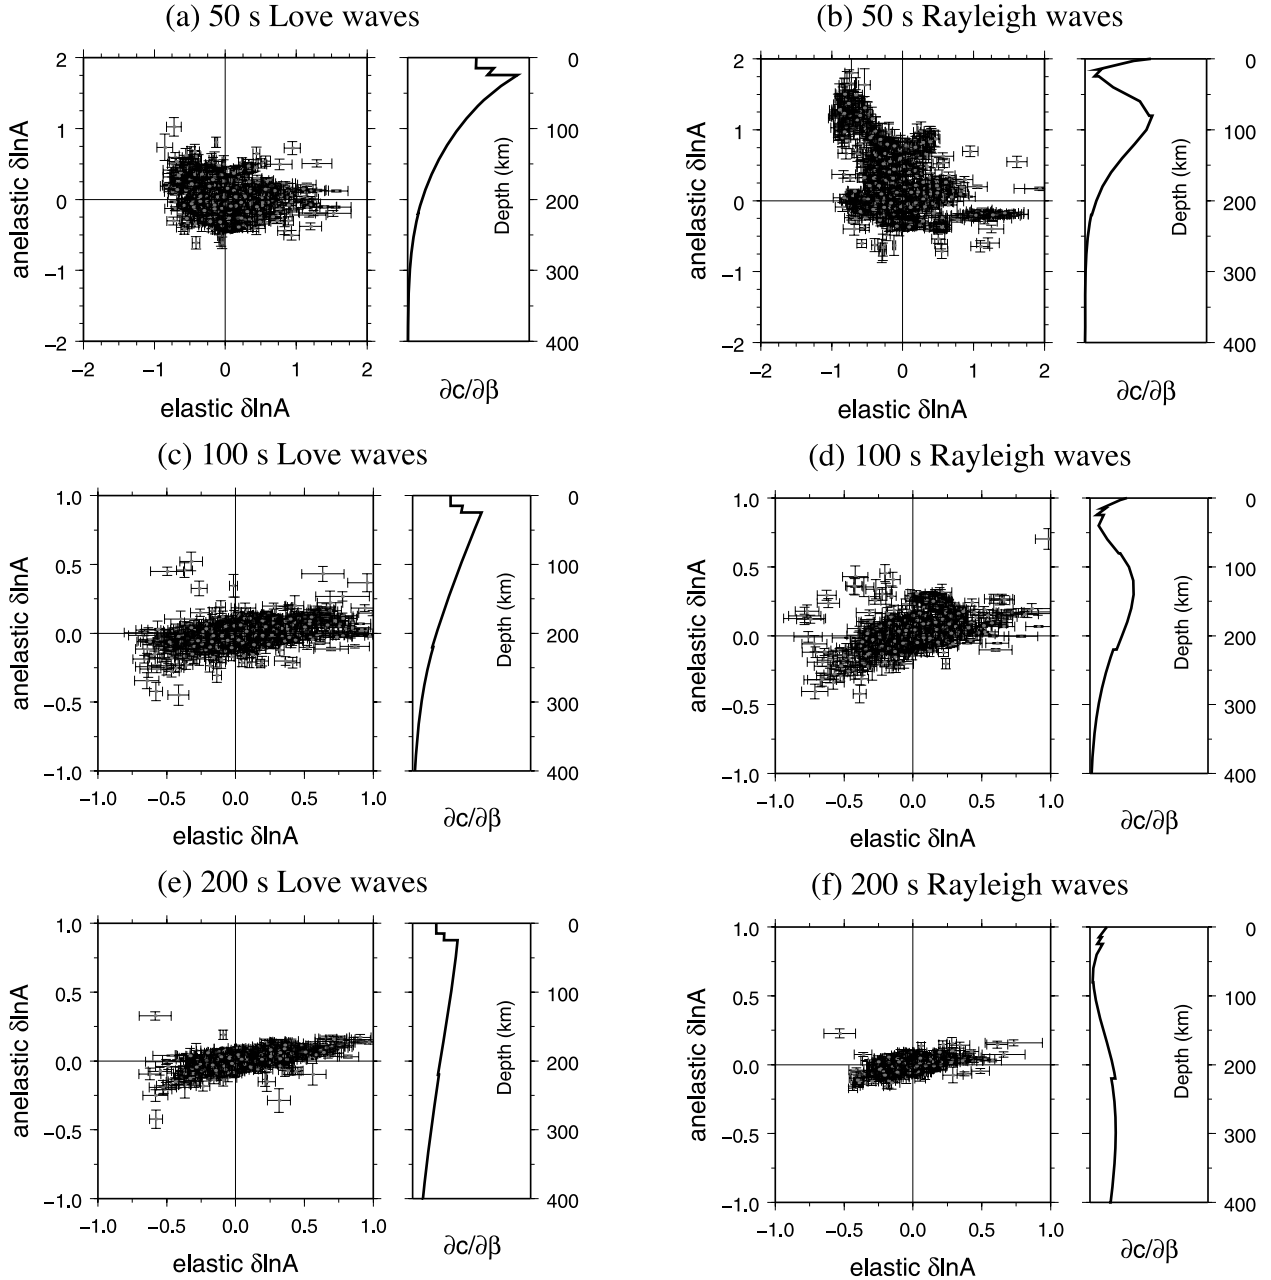 (a) 50 s Love waves
2
1
0
−1
−2
anelastic δlnA
−2 −1 0 1 2
elastic δlnA
0
100
200
300
400
Depth (km)
∂c/∂β
(b) 50 s Rayleigh waves
2
1
0
−1
−2
anelastic δlnA
−2 −1 0 1 2
elastic δlnA
0
100
200
300
400
Depth (km)
∂c/∂β
(c) 100 s Love waves
1.0
0.5
0.0
−0.5
−1.0
anelastic δlnA
−1.0 −0.5 0.0 0.5 1.0
elastic δlnA
0
100
200
300
400
Depth (km)
∂c/∂β
(d) 100 s Rayleigh waves
1.0
0.5
0.0
−0.5
−1.0
anelastic δlnA
−1.0 −0.5 0.0 0.5 1.0
elastic δlnA
0
100
200
300
400
Depth (km)
∂c/∂β
(e) 200 s Love waves
1.0
0.5
0.0
−0.5
−1.0
anelastic δlnA
−1.0 −0.5 0.0 0.5 1.0
elastic δlnA
0
100
200
300
400
Depth (km)
∂c/∂β
(f) 200 s Rayleigh waves
1.0
0.5
0.0
−0.5
−1.0
anelastic δlnA
−1.0 −0.5 0.0 0.5 1.0
elastic δlnA
0
100
200
300
400
Depth (km)
∂c/∂β